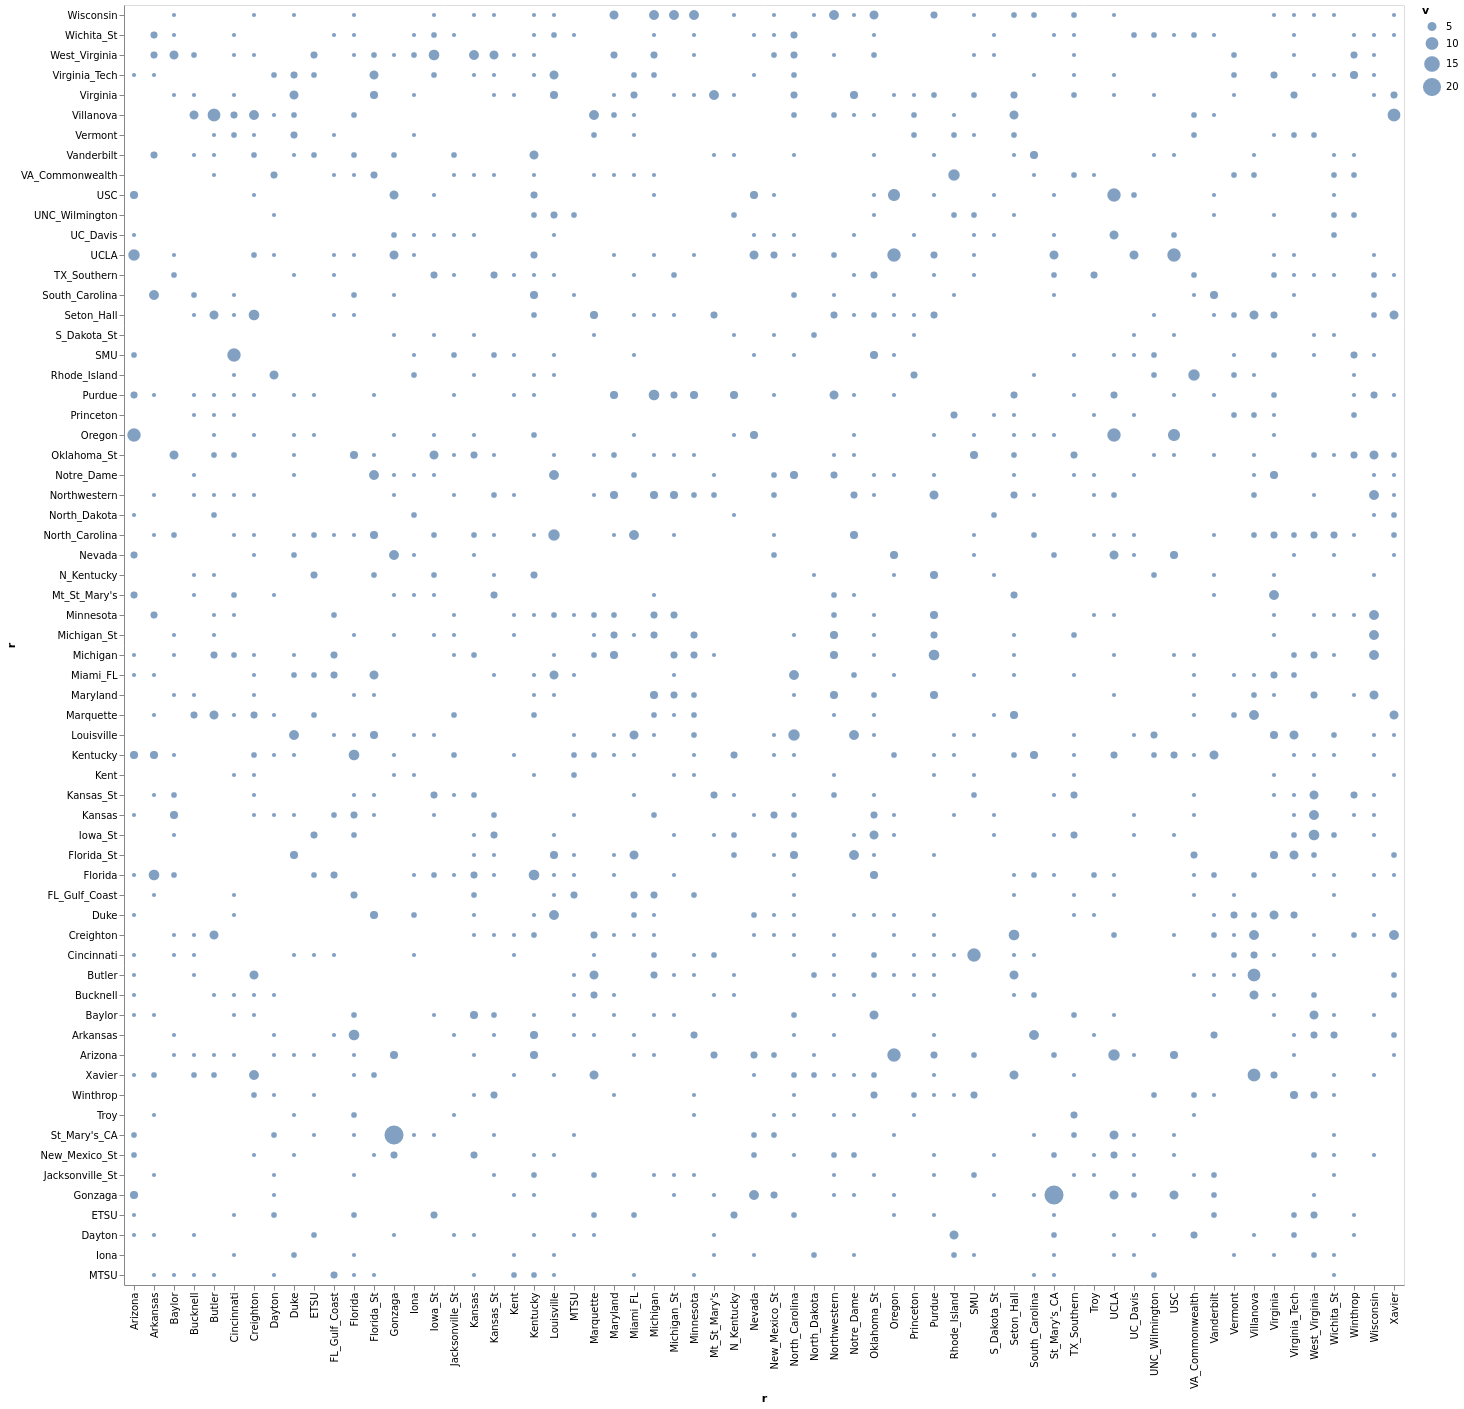 v
5
10
15
20
Wisconsin
Wichita_St
West_Virginia
Virginia_Tech
Virginia
Villanova
Vermont
Vanderbilt
VA_Commonwealth
USC
UNC_Wilmington
UC_Davis
UCLA
TX_Southern
South_Carolina
Seton_Hall
S_Dakota_St
SMU
Rhode_Island
Purdue
Princeton
Oregon
Oklahoma_St
Notre_Dame
Northwestern
North_Dakota
North_Carolina
Nevada
N_Kentucky
Mt_St_Mary's
Minnesota
Michigan_St
Michigan
Miami_FL
Maryland
Marquette
Louisville
Kentucky
Kent
Kansas_St
Kansas
Iowa_St
Florida_St
Florida
FL_Gulf_Coast
Duke
Creighton
Cincinnati
Butler
Bucknell
Baylor
Arkansas
Arizona
Xavier
Winthrop
Troy
St_Mary's_CA
New_Mexico_St
Jacksonville_St
Gonzaga
ETSU
Dayton
Iona
MTSU
r
Arizona
Arkansas
Baylor
Bucknell
Butler
Cincinnati
Creighton
Dayton
Duke
ETSU
FL_Gulf_Coast
Florida
Florida_St
Gonzaga
Iona
Iowa_St
Jacksonville_St
Kansas
Kansas_St
Kent
Kentucky
Louisville
MTSU
Marquette
Maryland
Miami_FL
Michigan
Michigan_St
Minnesota
Mt_St_Mary's
N_Kentucky
Nevada
New_Mexico_St
North_Carolina
North_Dakota
Northwestern
Notre_Dame
Oklahoma_St
Oregon
Princeton
Purdue
Rhode_Island
SMU
S_Dakota_St
Seton_Hall
South_Carolina
St_Mary's_CA
TX_Southern
Troy
UCLA
UC_Davis
UNC_Wilmington
USC
VA_Commonwealth
Vanderbilt
Vermont
Villanova
Virginia
Virginia_Tech
West_Virginia
Wichita_St
Winthrop
Wisconsin
Xavier
r